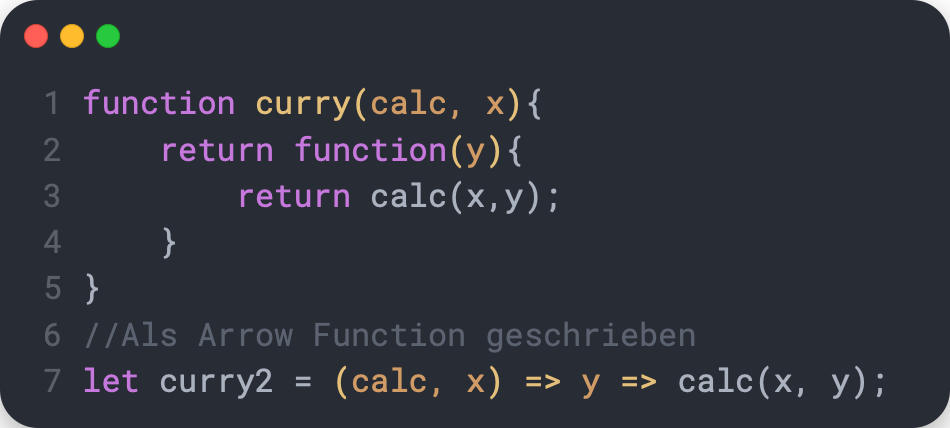 1 function curry(calc, x){
2     return function(y){
3         return calc(x,y);
4     }
5 }
6 //Als Arrow Function geschrieben
7 let curry2 = (calc, x) => y => calc(x, y);